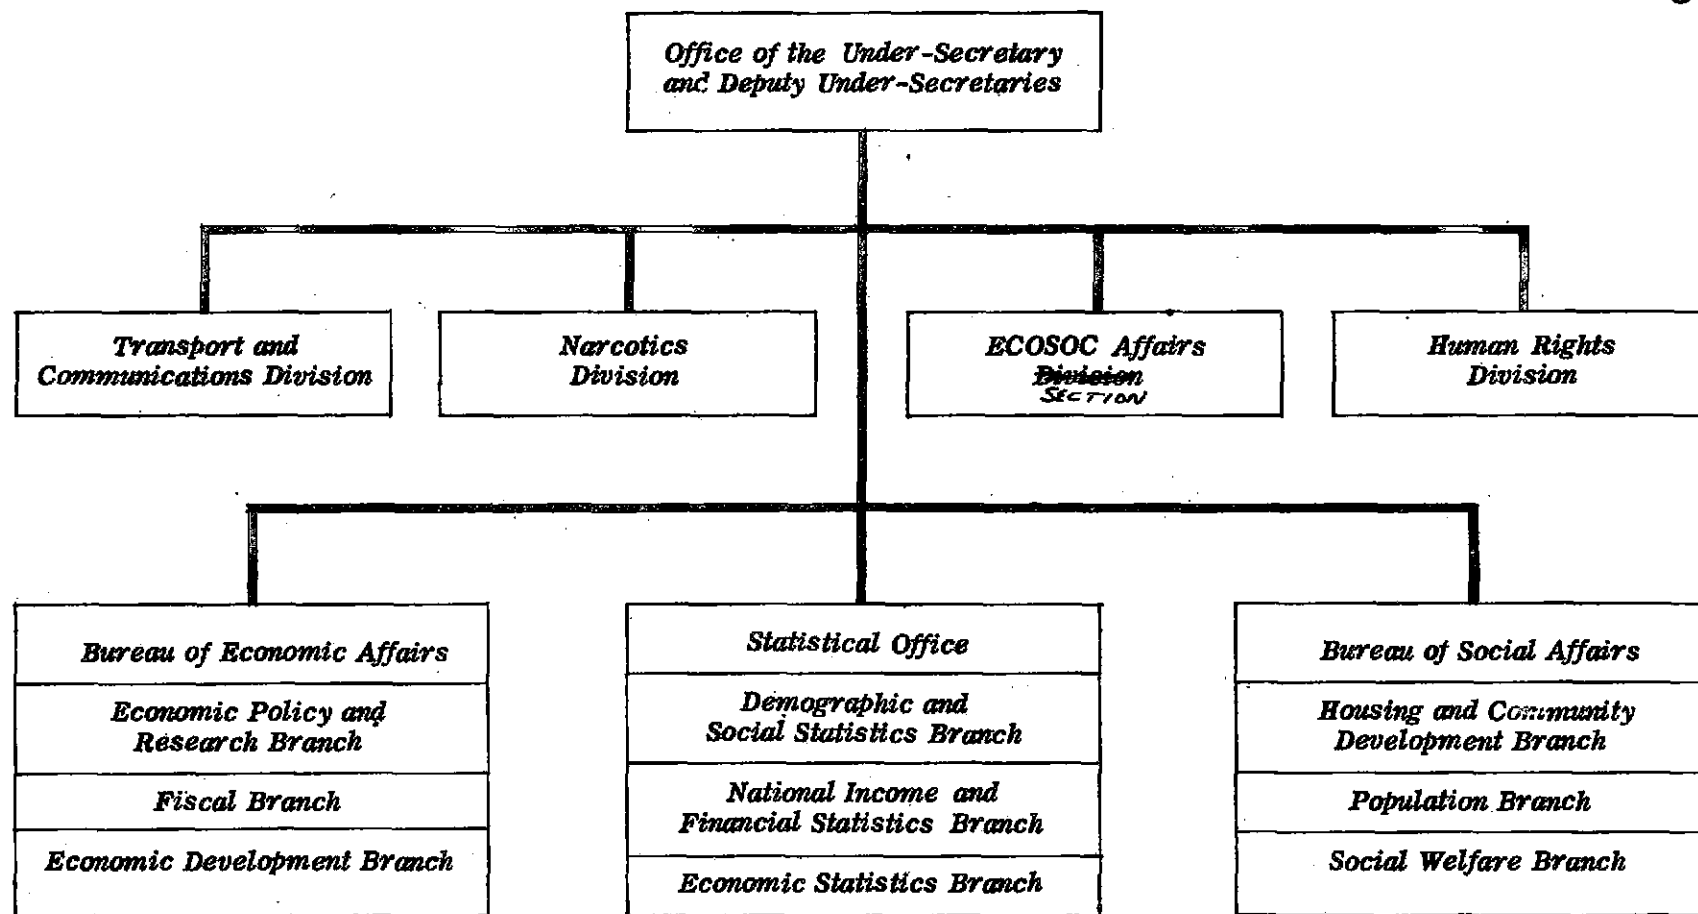 Office of the Under-Secretary
and Deputy Under-Secretaries
Transport and
Communications Division
Narcotics
Division
ECOSOC Affairs
Division
SECTION
Human Rights
Division
Bureau of Economic Affairs
Economic Policy and
Research Branch
Fiscal Branch
Economic Development Branch
Statistical Office
Demographic and
Social Statistics Branch
National Income and
Financial Statistics Branch
Economic Statistics Branch
Bureau of Social Affairs
Housing and Community
Development Branch
Population Branch
Social Welfare Branch